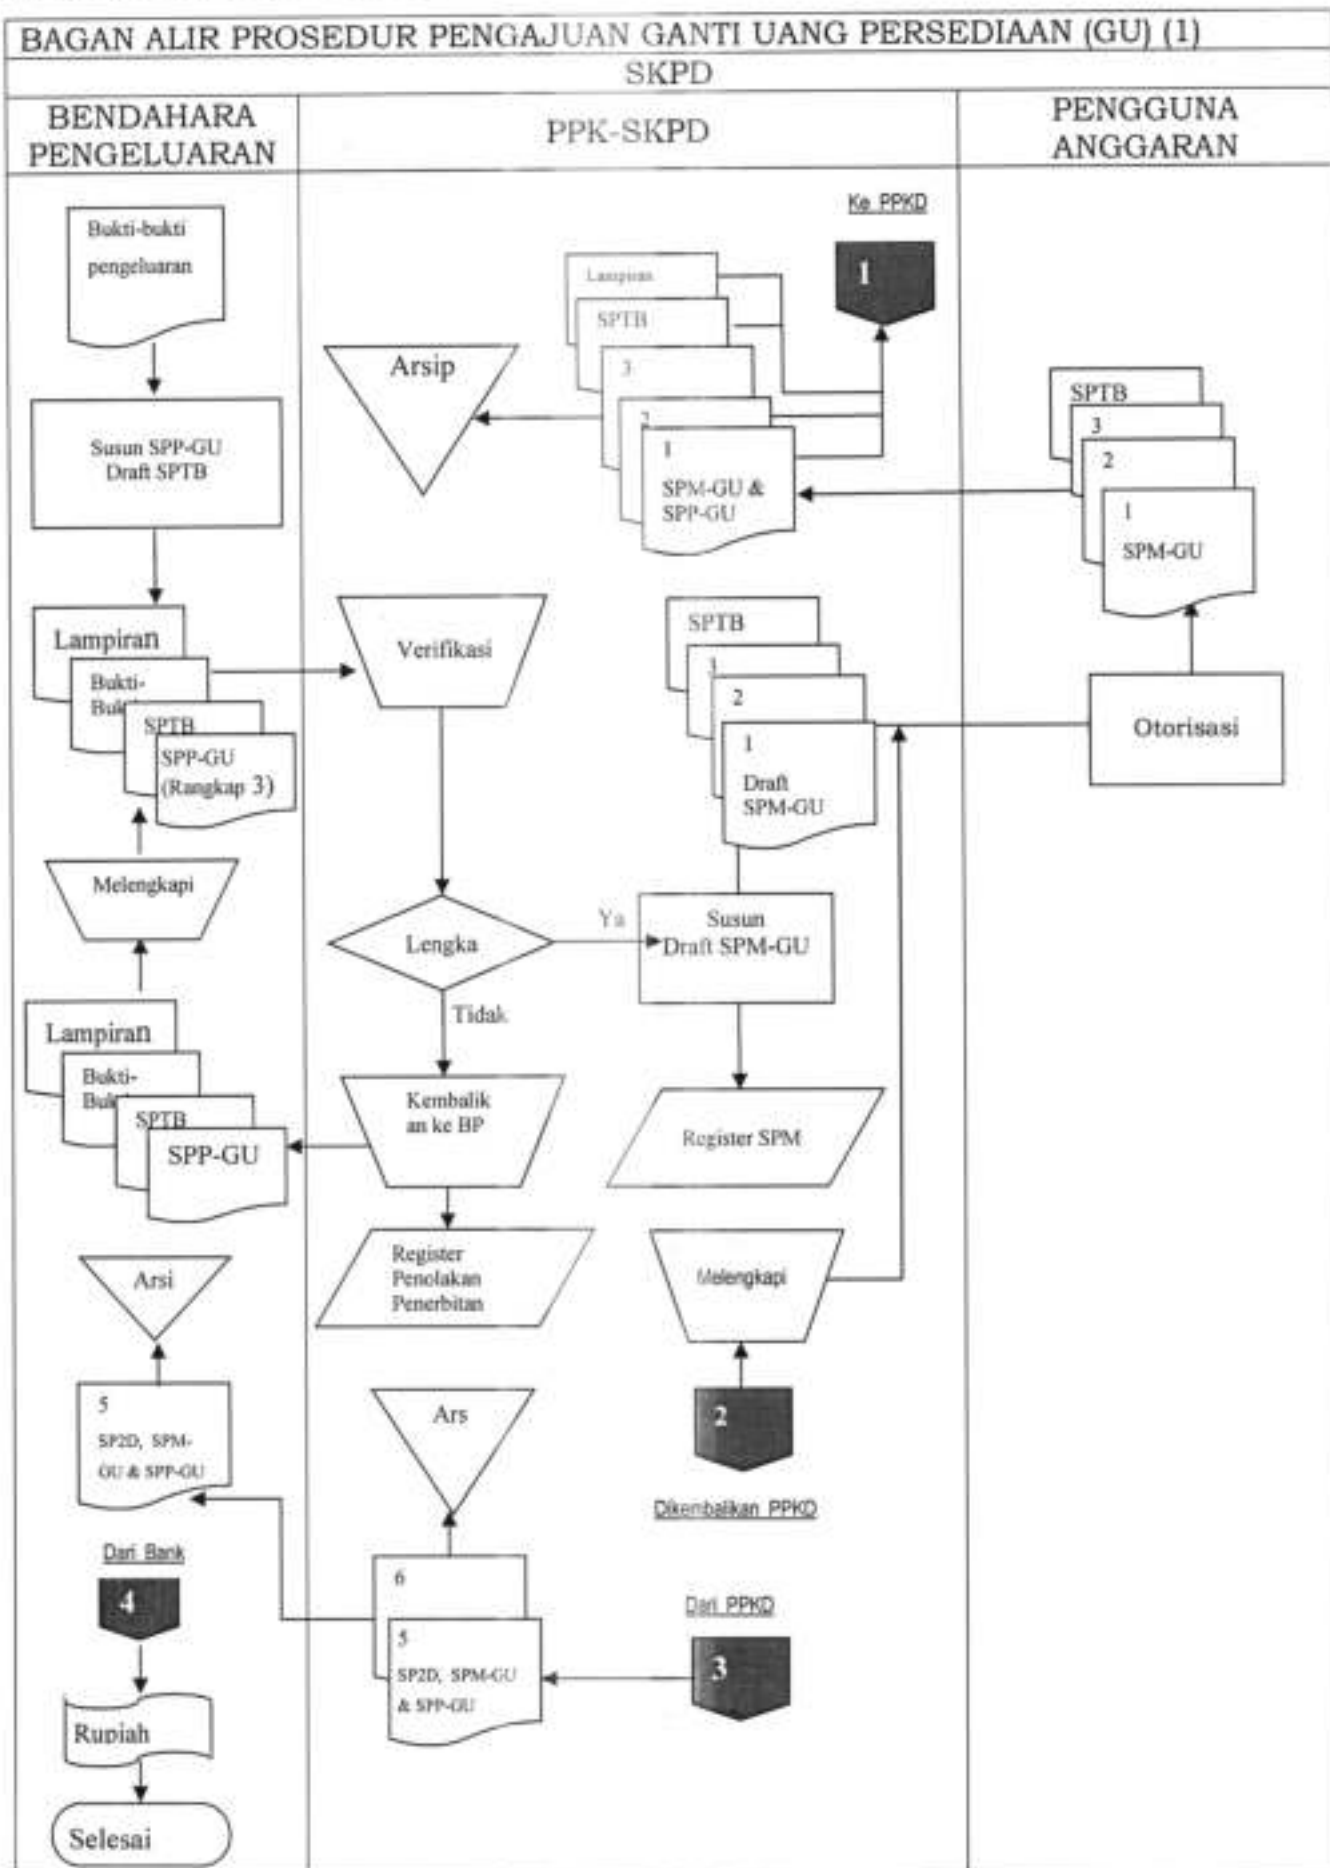 BAGAN ALIR PROSEDUR PENGAJUAN GANTI UANG PERSEDIAAN (GU) (1)
SKPD
BENDAHARA
PENGELUARAN
PPK-SKPD
PENGGUNA
ANGGARAN
Bukti-bukti
pengeluaran
Susun SPP-GU
Draft SPTB
Lampiran
Bukti-
Buk
SPTB
SPP-GU
(Rangkap 3)
Melengkapi
Lampiran
Bukti-
Buk
SPTB
SPP-GU
Arsi
5
SP2D, SPM-
GU & SPP-GU
Dari Bank
4
Rupiah
Selesai
Ke PPKD
1
Lampiran
SPTB
3
2
1
SPM-GU &
SPP-GU
Arsip
Verifikasi
SPTB
3
2
1
Draft
SPM-GU
Lengka
Ya
Tidak
Susun
Draft SPM-GU
Kembalik
an ke BP
Register SPM
Register
Penolakan
Penerbitan
Melengkapi
2
Dikembalikan PPKD
Ars
6
5
SP2D, SPM-GU
& SPP-GU
Dari PPKD
3
SPTB
3
2
1
SPM-GU
Otorisasi